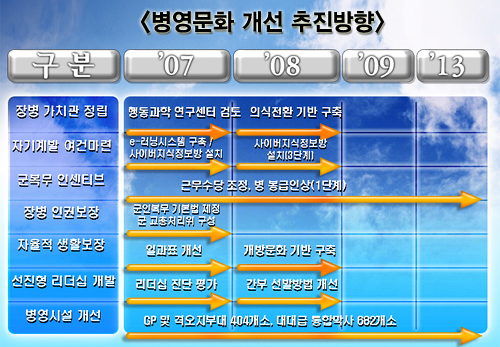 <병영문화 개선 추진방향>
구 분 '07 '08 '09 '13
장병 가치관 정립 행동과학 연구센터 검토 의식전환 기반 구축
자기계발 여건마련 e-러닝시스템 구축 / 사이버지식정보방
사이버지식정보방 설치 설치(3단계)
군복무 인센티브 근무수당 조정, 병 봉급인상(1단계)
장병 인권보장 군인복무 기본법 제정
군 고충처리위 구성
자율적 생활보장 일과표 개선 개방문화 기반 구축
선진형 리더십 개발 리더십 진단 평가 간부 선발방법 개선
병영시설 개선 GP 및 격오지부대 404개소, 대대급 통합막사 682개소